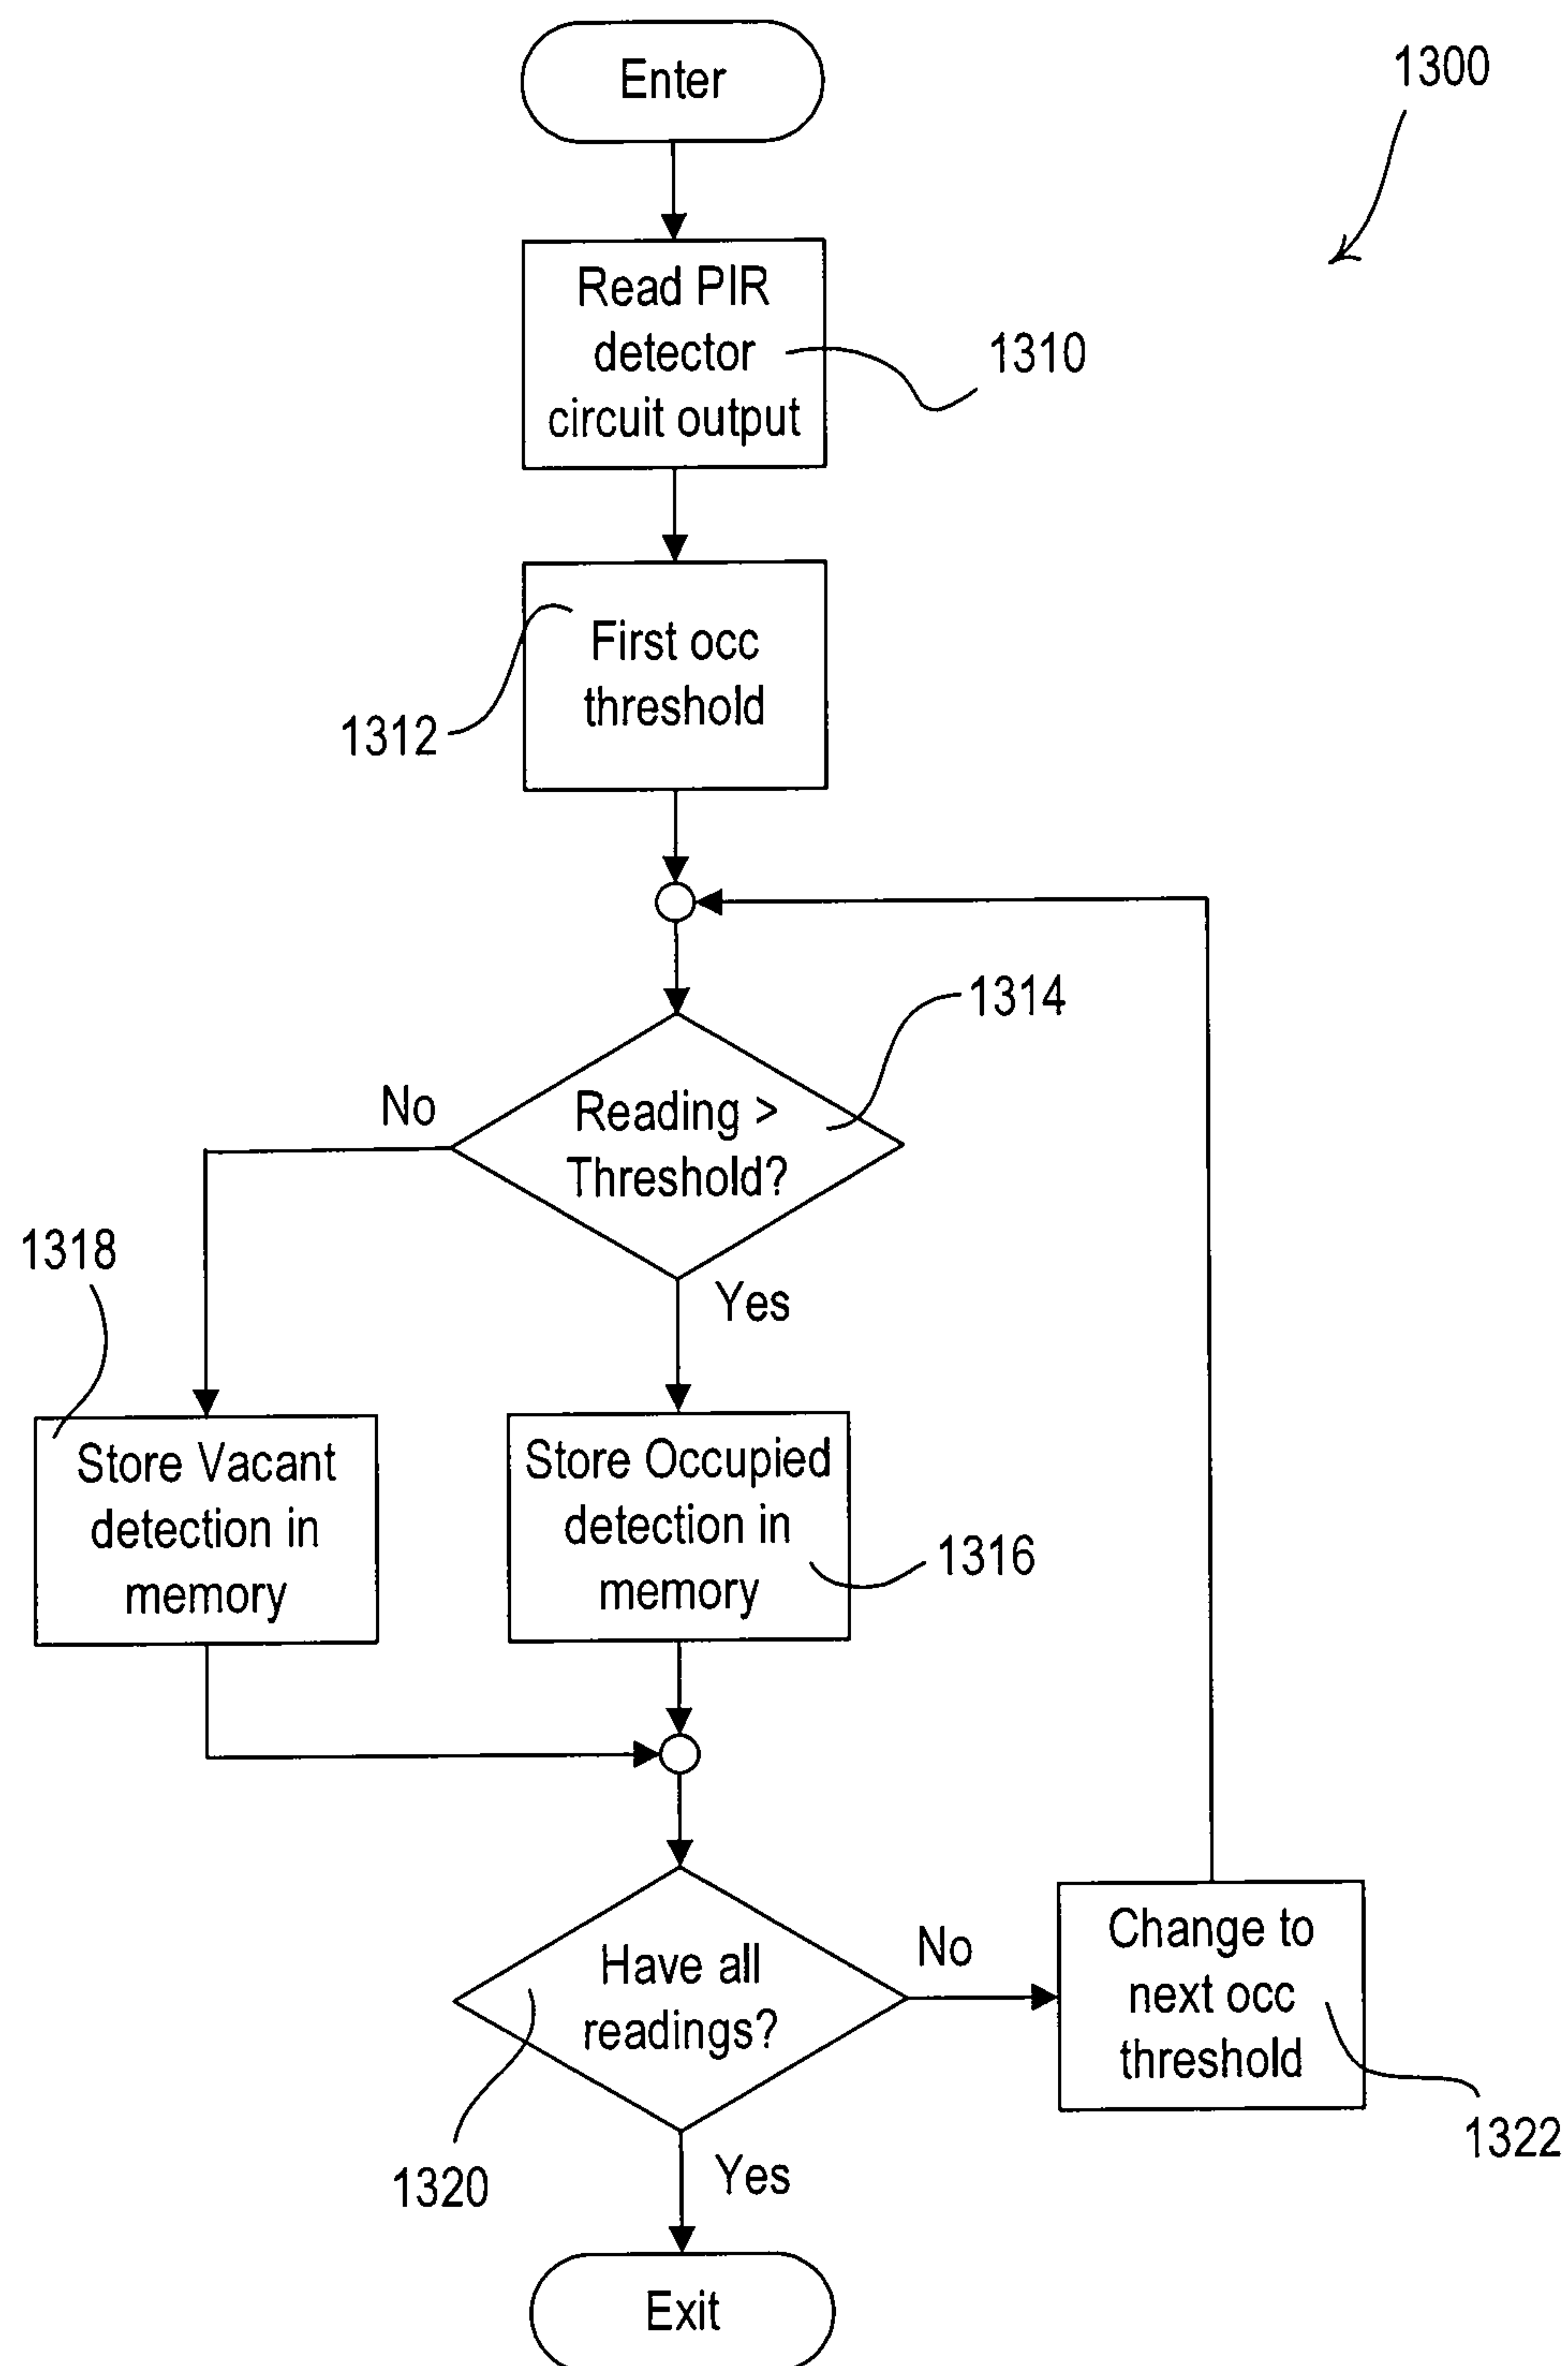 Enter
1300
Read PIR
detector
circuit output
1310
First occ
threshold
1312
1314
Reading >
Threshold?
No
Yes
1318
Store Vacant
detection in
memory
Store Occupied
detection in
memory
1316
Have all
readings?
No
Change to
next occ
threshold
1320
Yes
1322
Exit